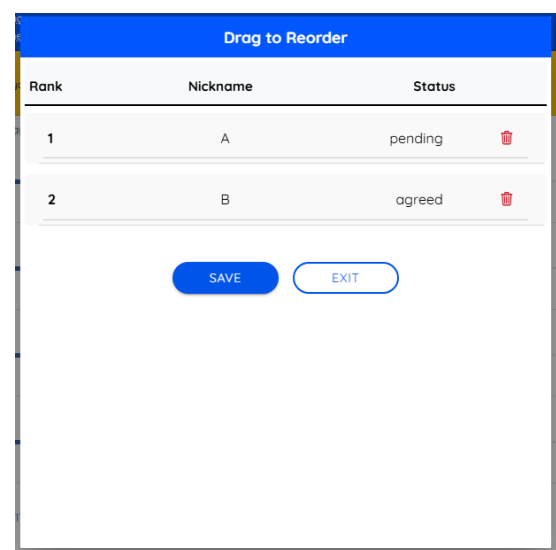 Drag to Reorder
Rank Nickname Status
1 A pending
2 B agreed
SAVE EXIT